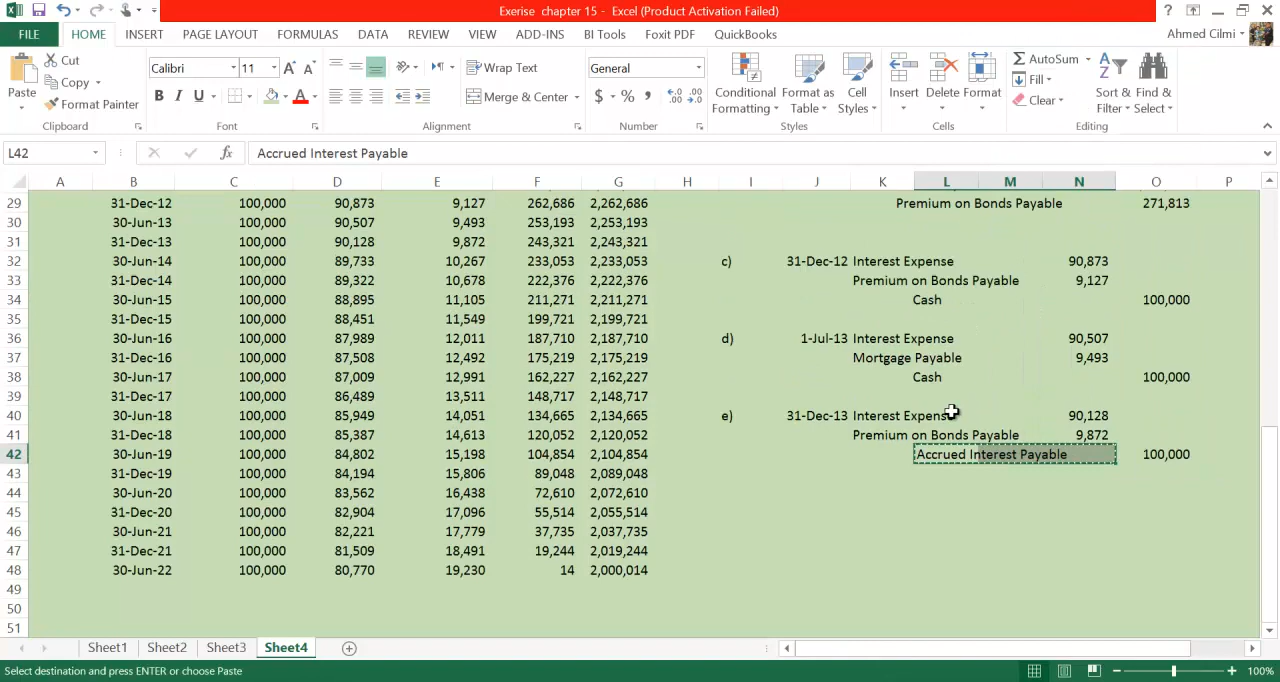 Exerise chapter 15 - Excel (Product Activation Failed)
FILE HOME INSERT PAGE LAYOUT FORMULAS DATA REVIEW VIEW ADD-INS BI Tools Foxit PDF QuickBooks Ahmed Cilmi
Paste Cut Copy Format Painter
Calibri 11 B I U A
Wrap Text Merge & Center
General $ % ,
Conditional Formatting Format as Table Cell Styles
Insert Delete Format
AutoSum Fill Clear Sort & Filter Find & Select
Clipboard Font Alignment Number Styles Cells Editing
L42 fx Accrued Interest Payable
A B C D E F G H I J K L M N O P
29 31-Dec-12 100,000 90,873 9,127 262,686 2,262,686 Premium on Bonds Payable 271,813
30 30-Jun-13 100,000 90,507 9,493 253,193 2,253,193
31 31-Dec-13 100,000 90,128 9,872 243,321 2,243,321
32 30-Jun-14 100,000 89,733 10,267 233,053 2,233,053 c) 31-Dec-12 Interest Expense 90,873
33 31-Dec-14 100,000 89,322 10,678 222,376 2,222,376 Premium on Bonds Payable 9,127
34 30-Jun-15 100,000 88,895 11,105 211,271 2,211,271 Cash 100,000
35 31-Dec-15 100,000 88,451 11,549 199,721 2,199,721
36 30-Jun-16 100,000 87,989 12,011 187,710 2,187,710 d) 1-Jul-13 Interest Expense 90,507
37 31-Dec-16 100,000 87,508 12,492 175,219 2,175,219 Mortgage Payable 9,493
38 30-Jun-17 100,000 87,009 12,991 162,227 2,162,227 Cash 100,000
39 31-Dec-17 100,000 86,489 13,511 148,717 2,148,717
40 30-Jun-18 100,000 85,949 14,051 134,665 2,134,665 e) 31-Dec-13 Interest Expense 90,128
41 31-Dec-18 100,000 85,387 14,613 120,052 2,120,052 Premium on Bonds Payable 9,872
42 30-Jun-19 100,000 84,802 15,198 104,854 2,104,854 Accrued Interest Payable 100,000
43 31-Dec-19 100,000 84,194 15,806 89,048 2,089,048
44 30-Jun-20 100,000 83,562 16,438 72,610 2,072,610
45 31-Dec-20 100,000 82,904 17,096 55,514 2,055,514
46 30-Jun-21 100,000 82,221 17,779 37,735 2,037,735
47 31-Dec-21 100,000 81,509 18,491 19,244 2,019,244
48 30-Jun-22 100,000 80,770 19,230 14 2,000,014
49
50
51
Sheet1 Sheet2 Sheet3 Sheet4
Select destination and press ENTER or choose Paste 100%